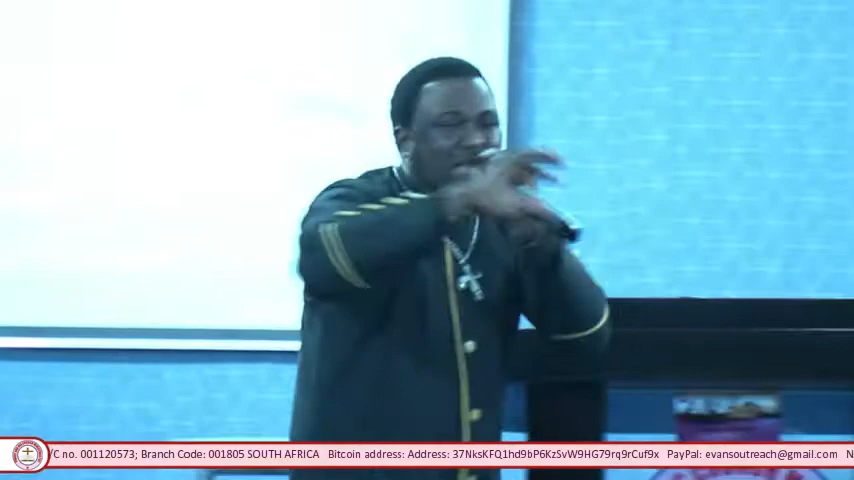 /C no. 001120573; Branch Code: 001805 SOUTH AFRICA Bitcoin address: Address: 37NksKFQ1hd9bP6KzSvW9HG79rq9rCuf9x PayPal: evansoutreach@gmail.com N